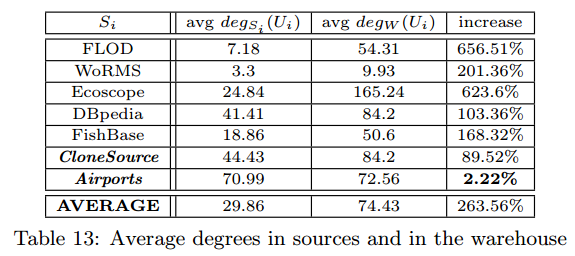 S_i avg deg_{S_i}(U_i) avg deg_W(U_i) increase
FLOD 7.18 54.31 656.51%
WoRMS 3.3 9.93 201.36%
Ecoscope 24.84 165.24 623.6%
DBpedia 41.41 84.2 103.36%
FishBase 18.86 50.6 168.32%
CloneSource 44.43 84.2 89.52%
Airports 70.99 72.56 2.22%
AVERAGE 29.86 74.43 263.56%
Table 13: Average degrees in sources and in the warehouse